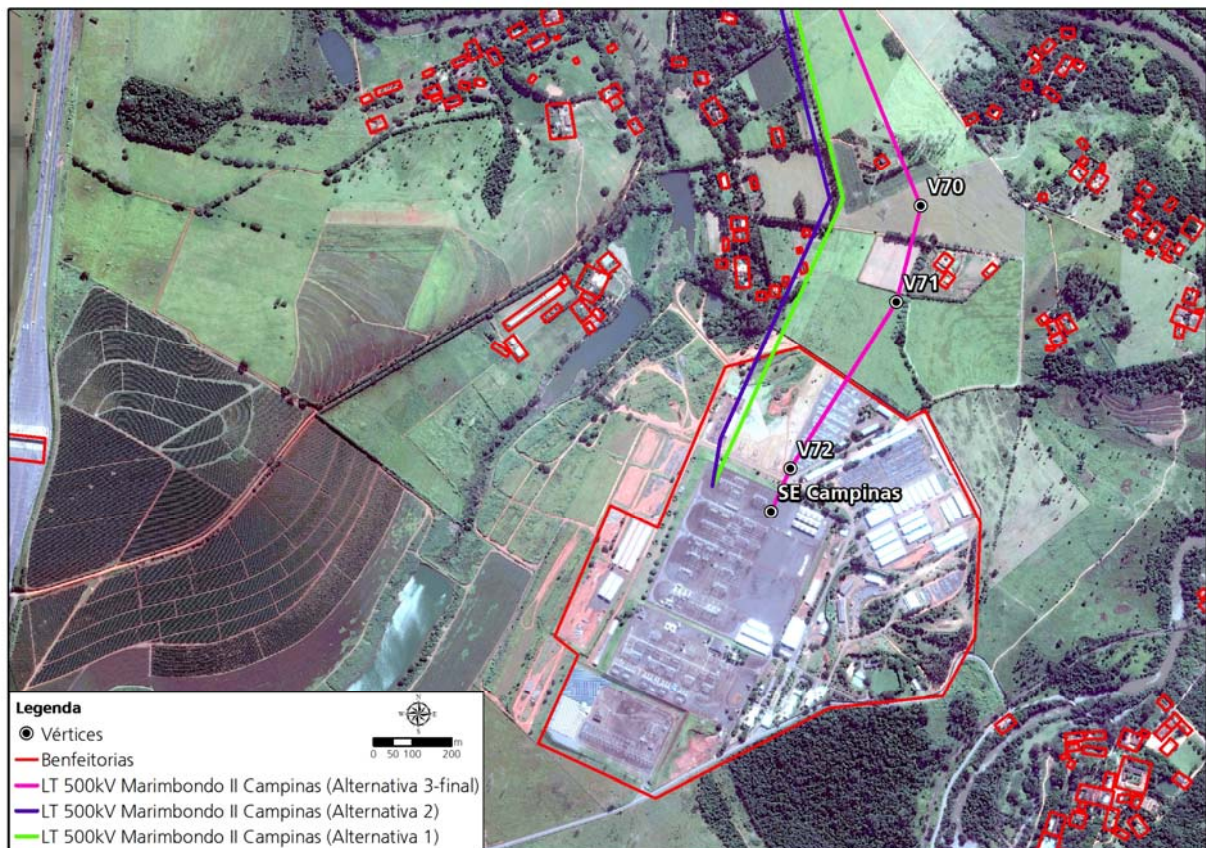 V70
V71
V72
SE Campinas
Legenda
Vértices
Benfeitorias
LT 500kV Marimbondo II Campinas (Alternativa 3-final)
LT 500kV Marimbondo II Campinas (Alternativa 2)
LT 500kV Marimbondo II Campinas (Alternativa 1)
N
W E
S
0 50 100 200 m